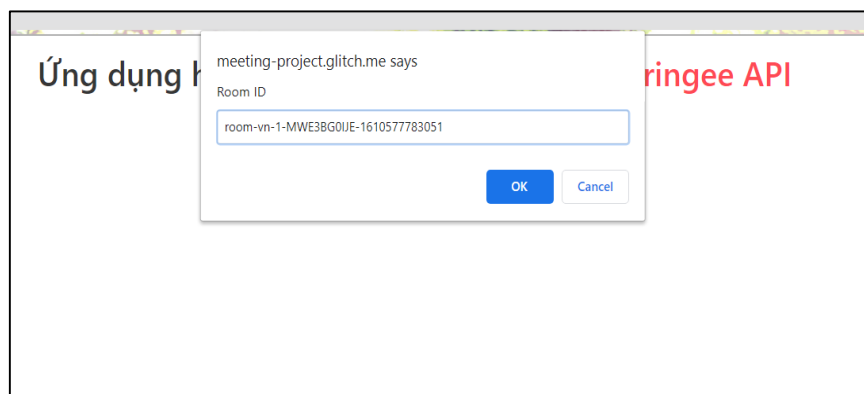 meeting-project.glitch.me says
Ứng dụng ringee API
Room ID
room-vn-1-MWE3BG0IJE-1610577783051
OK Cancel